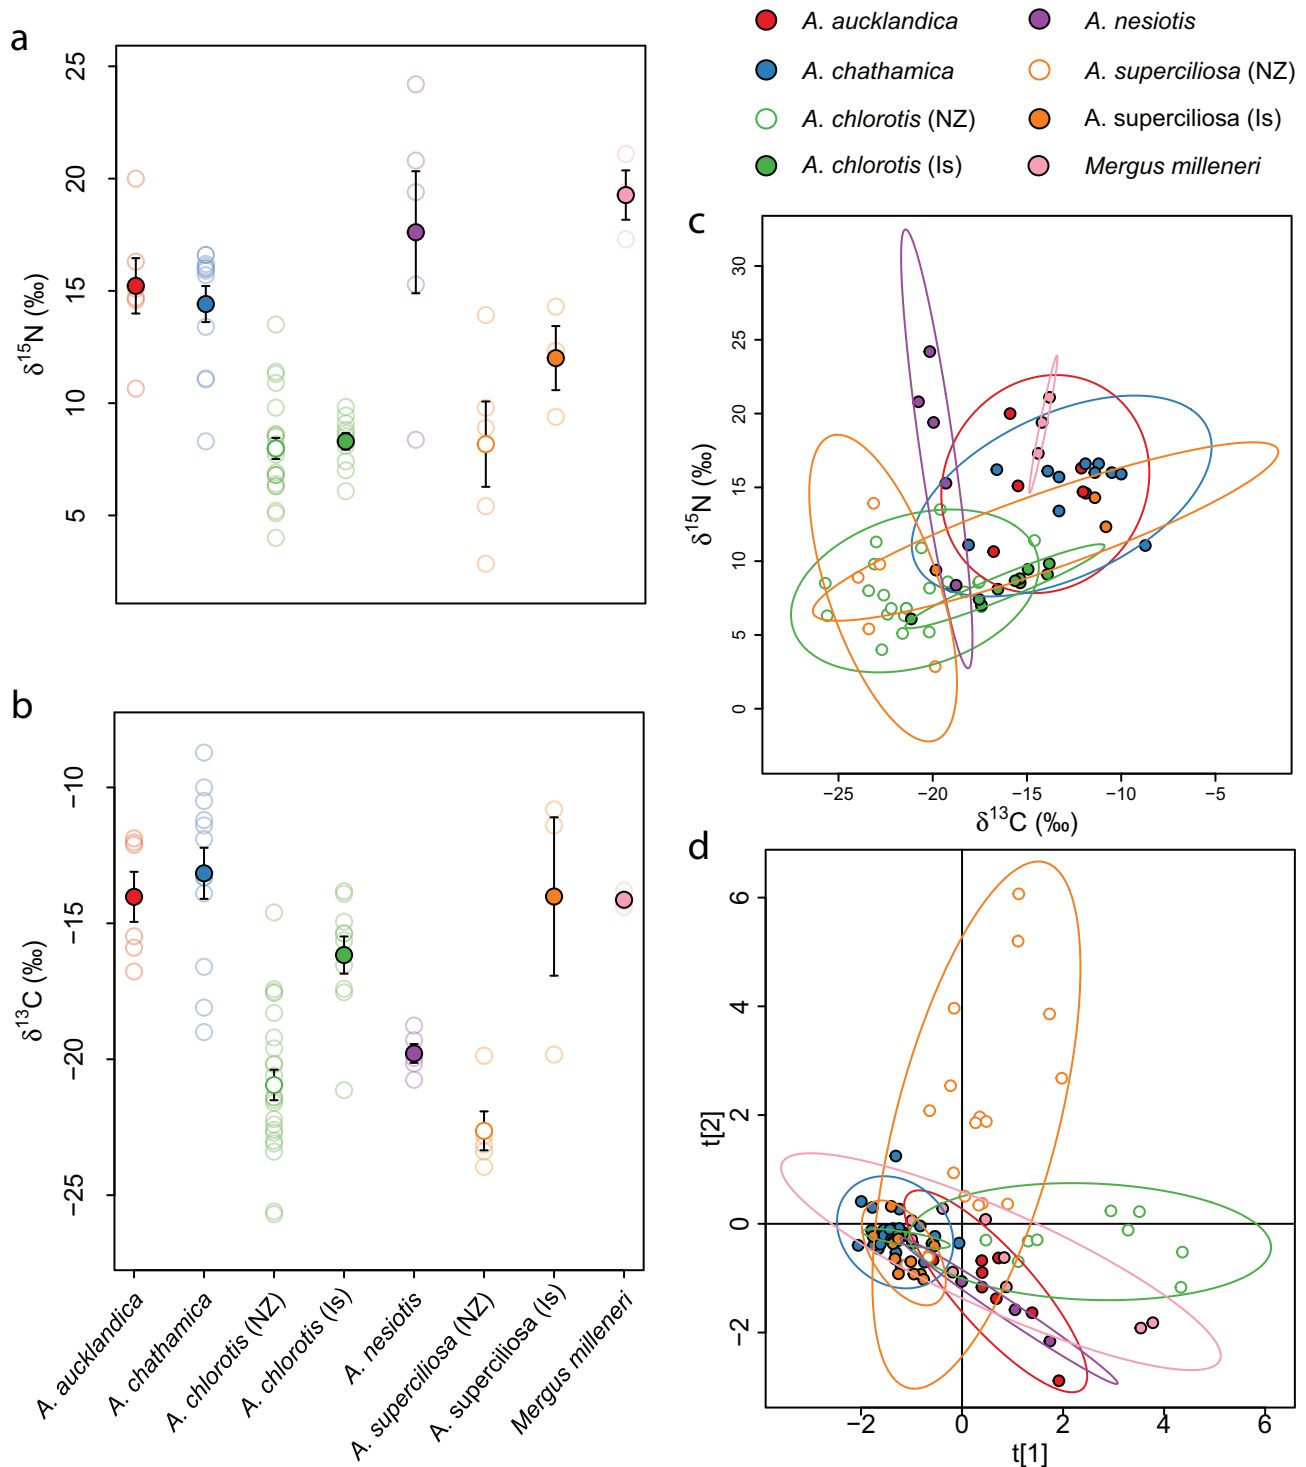 a
25
20
15
10
5
δ15N (‰)
b
−10
−15
−20
−25
δ13C (‰)
A. aucklandica
A. chathamica
A. chlorotis (NZ)
A. chlorotis (Is)
A. nesiotis
A. superciliosa (NZ)
A. superciliosa (Is)
Mergus milleneri
A. aucklandica
A. chathamica
A. chlorotis (NZ)
A. chlorotis (Is)
A. nesiotis
A. superciliosa (NZ)
A. superciliosa (Is)
Mergus milleneri
c
30
25
20
15
10
5
0
δ15N (‰)
−25 −20 −15 −10 −5
δ13C (‰)
d
6
4
2
0
−2
t[2]
−2 0 2 4 6
t[1]